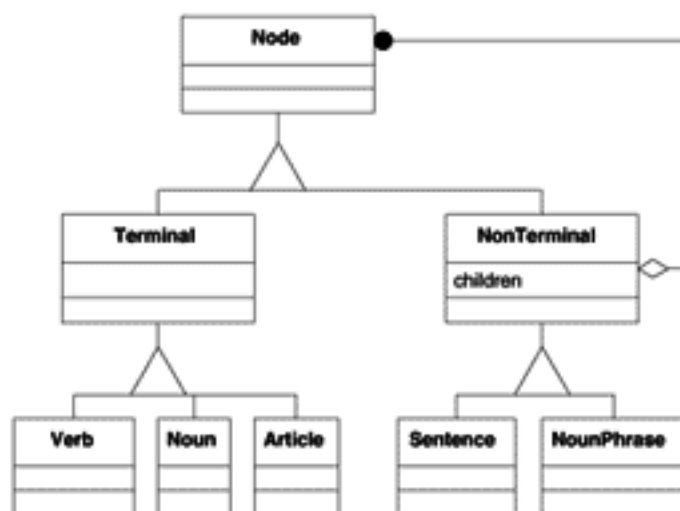 Node
Terminal
NonTerminal
children
Verb
Noun
Article
Sentence
NounPhrase